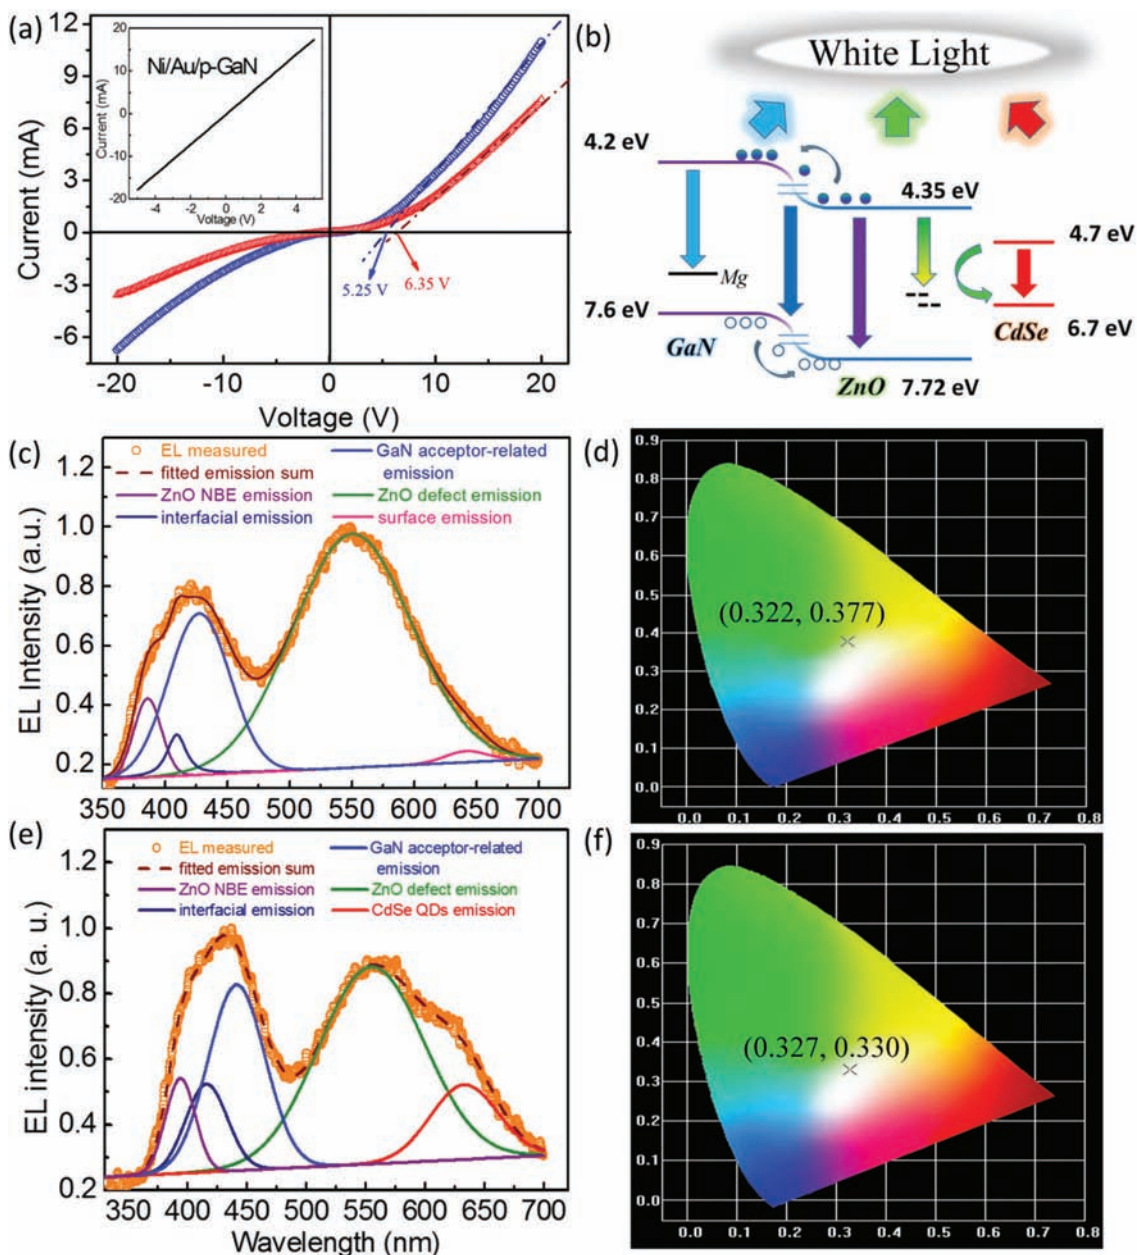 (a)
12
9
6
3
0
-3
-6
Current (mA)
-20
-10
0
10
20
Voltage (V)
20
10
0
-10
-20
Current (mA)
Ni/Au/p-GaN
-4
-2
0
2
4
Voltage (V)
5.25 V
6.35 V
(b)
White Light
4.2 eV
4.35 eV
4.7 eV
Mg
7.6 eV
GaN
CdSe
6.7 eV
ZnO
7.72 eV
(c)
EL measured
GaN acceptor-related
emission
fitted emission sum
ZnO NBE emission
ZnO defect emission
interfacial emission
surface emission
1.2
1.0
0.8
0.6
0.4
0.2
EL Intensity (a.u.)
350 400 450 500 550 600 650 700
(d)
0.9
0.8
0.7
0.6
0.5
0.4
0.3
0.2
0.1
0.0
(0.322, 0.377)
0.0 0.1 0.2 0.3 0.4 0.5 0.6 0.7 0.8
(e)
EL measured
GaN acceptor-related
emission
fitted emission sum
ZnO NBE emission
ZnO defect emission
interfacial emission
CdSe QDs emission
1.2
1.0
0.8
0.6
0.4
0.2
EL intensity (a. u.)
350 400 450 500 550 600 650 700
Wavelength (nm)
(f)
0.9
0.8
0.7
0.6
0.5
0.4
0.3
0.2
0.1
0.0
(0.327, 0.330)
0.0 0.1 0.2 0.3 0.4 0.5 0.6 0.7 0.8